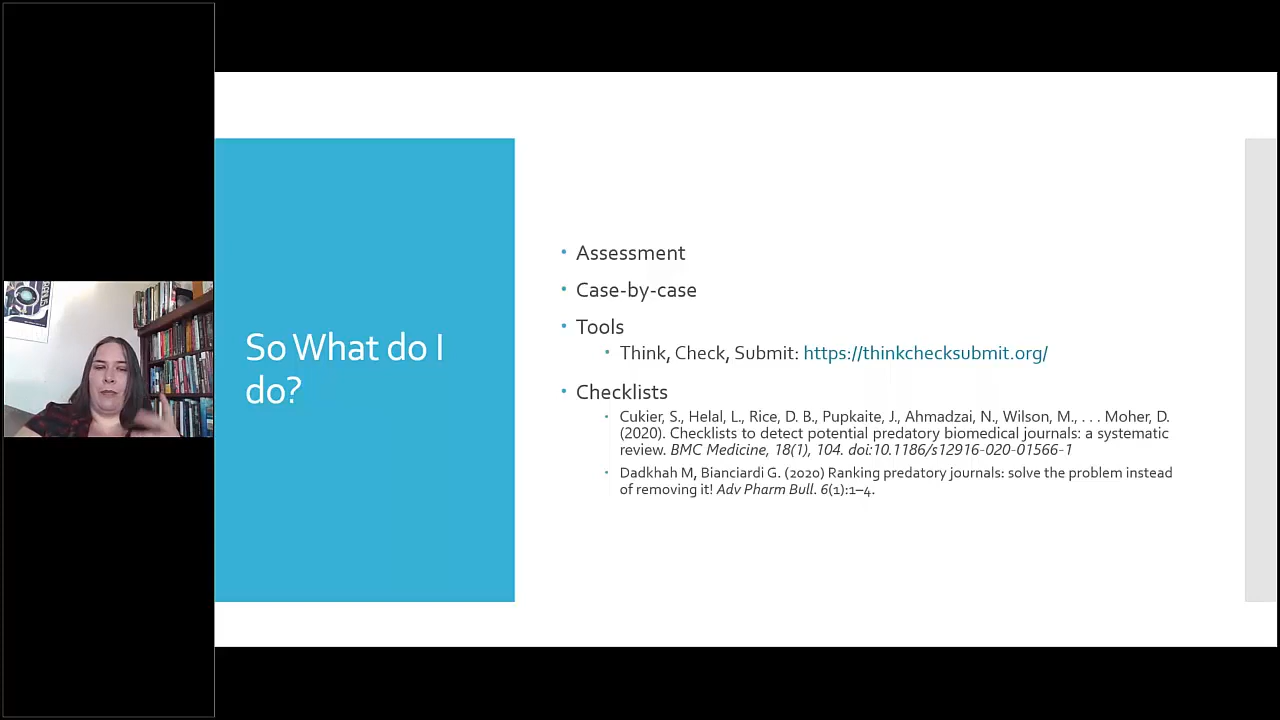 So What do I
do?
Assessment
Case-by-case
Tools
Think, Check, Submit: https://thinkchecksubmit.org/
Checklists
Cukier, S., Helal, L., Rice, D. B., Pupkaite, J., Ahmadzai, N., Wilson, M., . . . Moher, D.
(2020). Checklists to detect potential predatory biomedical journals: a systematic
review. BMC Medicine, 18(1), 104. doi:10.1186/s12916-020-01566-1
Dadkhah M, Bianciardi G. (2020) Ranking predatory journals: solve the problem instead
of removing it! Adv Pharm Bull. 6(1):1–4.